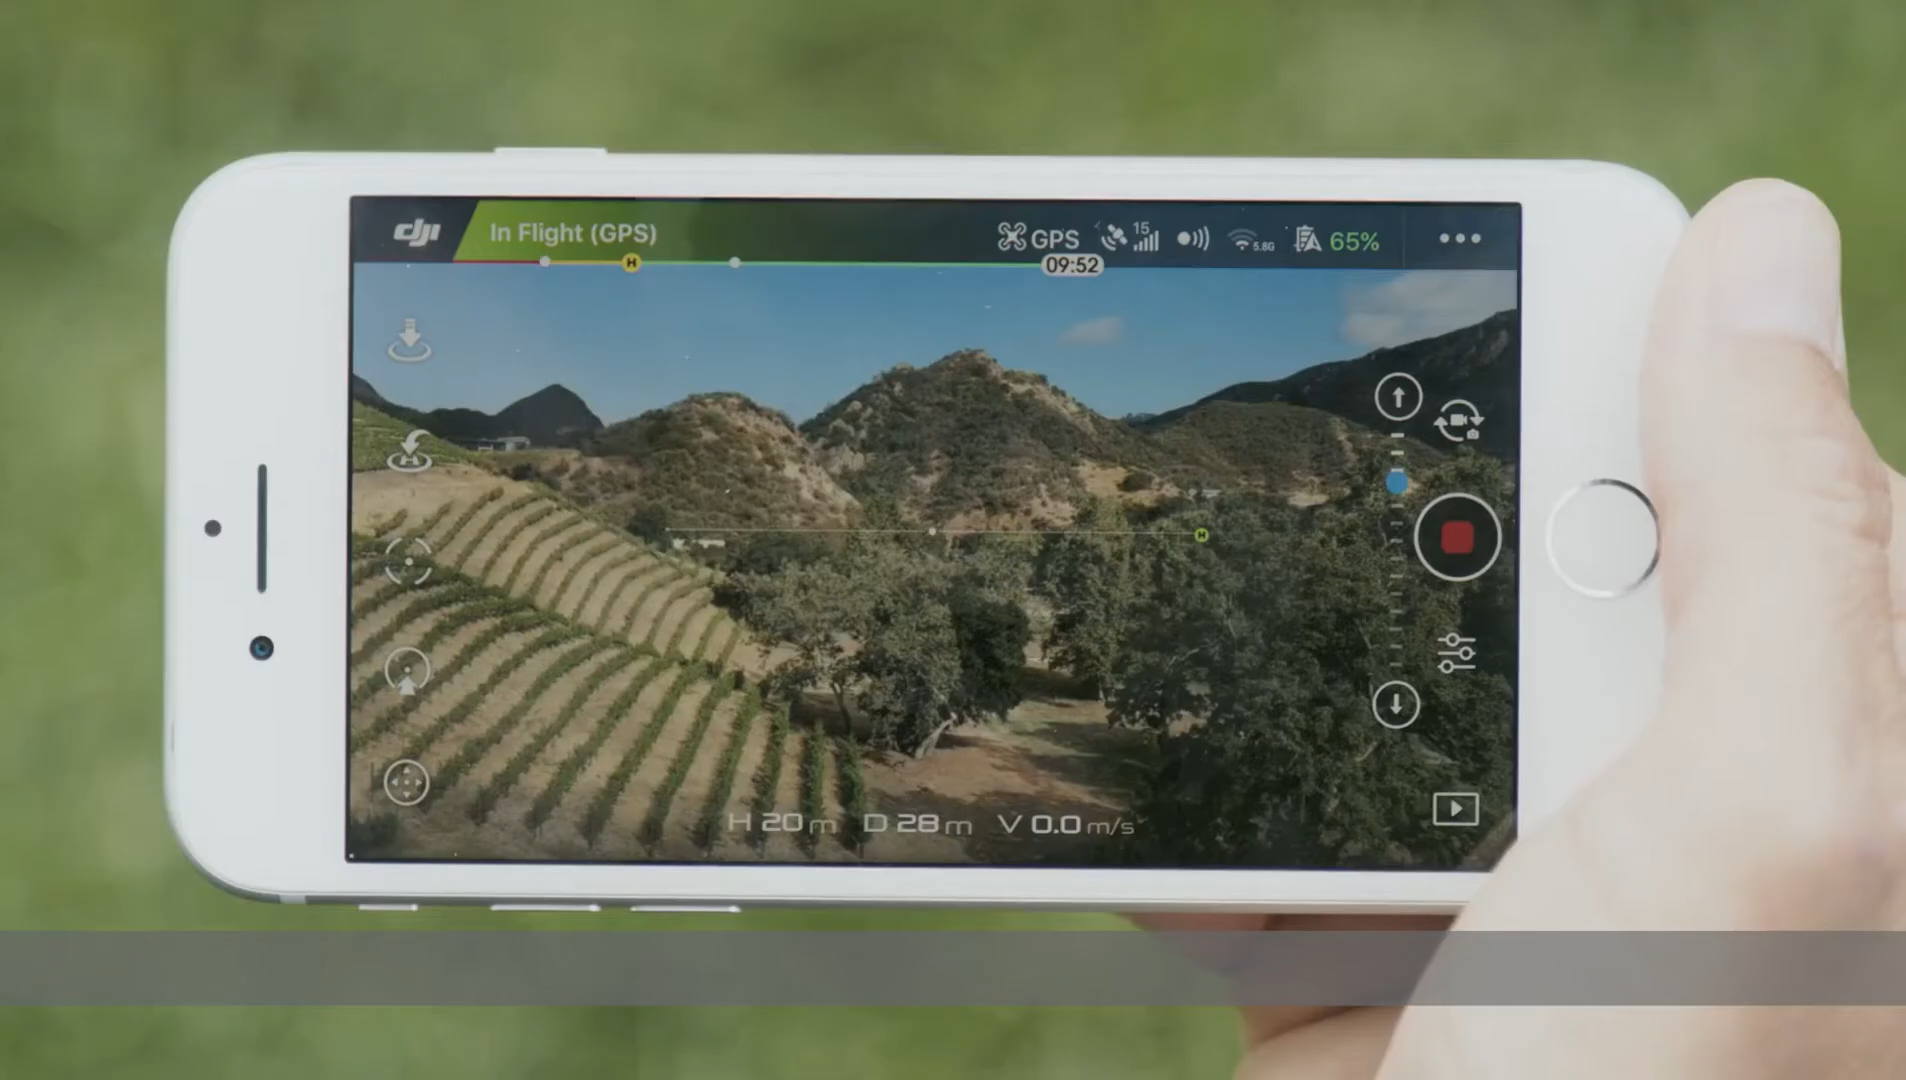 dji In Flight (GPS) GPS 15 5.8G 65%
H 09:52
H
H 20 m D 28 m V 0.0 m/s